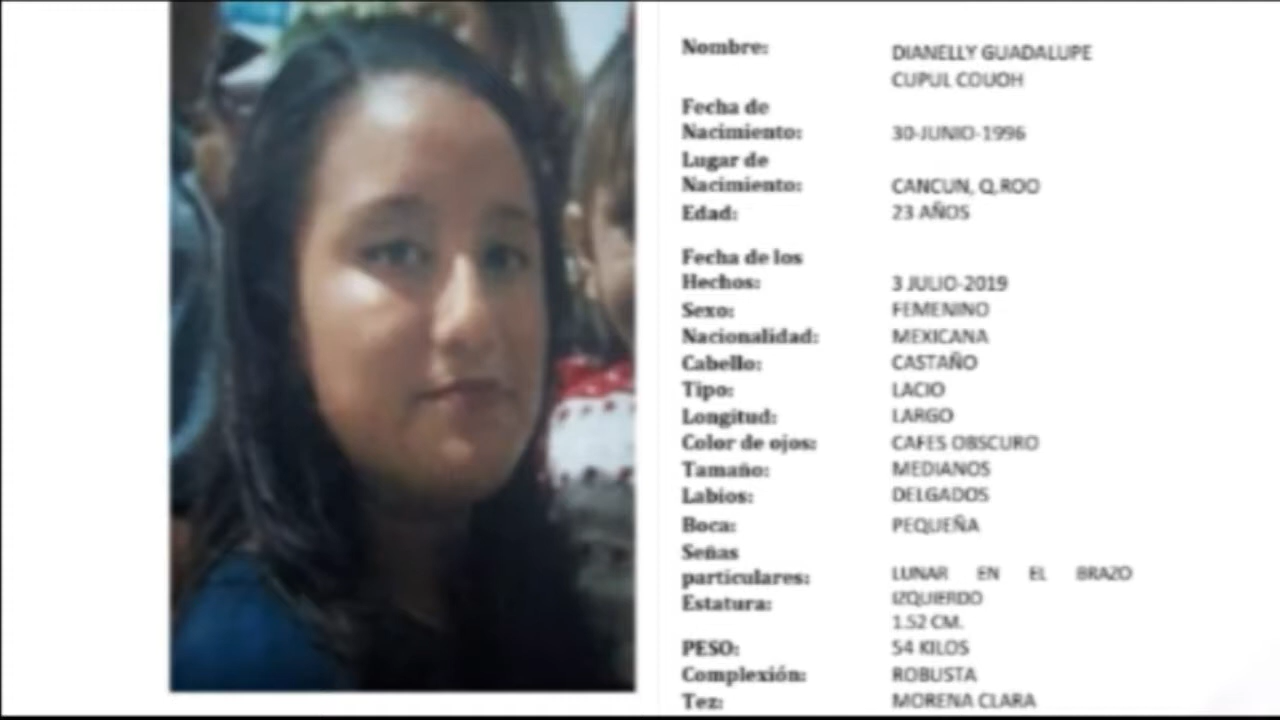 Nombre: DIANELLY GUADALUPE
CUPUL COUOH
Fecha de
Nacimiento: 30-JUNIO-1996
Lugar de
Nacimiento: CANCUN, Q.ROO
Edad: 23 AÑOS
Fecha de los
Hechos: 3 JULIO-2019
Sexo: FEMENINO
Nacionalidad: MEXICANA
Cabello: CASTAÑO
Tipo: LACIO
Longitud: LARGO
Color de ojos: CAFES OBSCURO
Tamaño: MEDIANOS
Labios: DELGADOS
Boca: PEQUEÑA
Señas
particulares: LUNAR EN EL BRAZO
IZQUIERDO
Estatura: 1.52 CM.
PESO: 54 KILOS
Complexión: ROBUSTA
Tez: MORENA CLARA